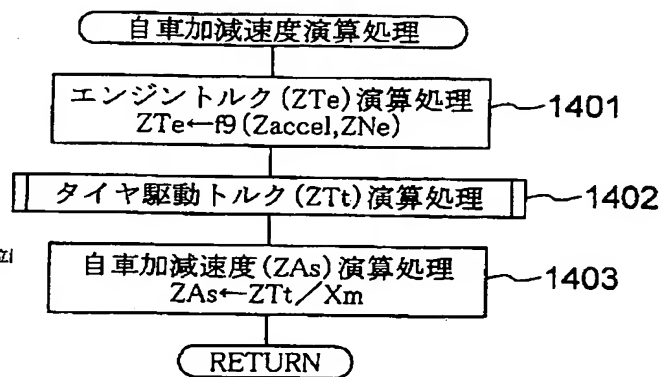 自車加減速度演算処理
エンジントルク(ZTe)演算処理
ZTe←f9(Zaccel,ZNe)
1401
タイヤ駆動トルク(ZTt)演算処理
1402
自車加減速度(ZAs)演算処理
ZAs←ZTt／Xm
1403
RETURN